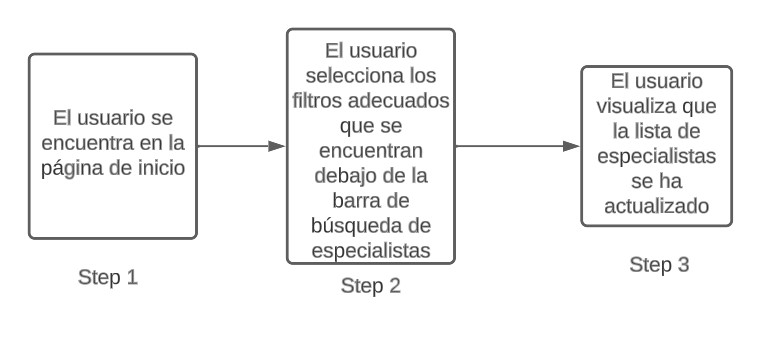 El usuario se
encuentra en la
página de inicio
Step 1
El usuario
selecciona los
filtros adecuados
que se
encuentran
debajo de la
barra de
búsqueda de
especialistas
Step 2
El usuario
visualiza que
la lista de
especialistas
se ha
actualizado
Step 3